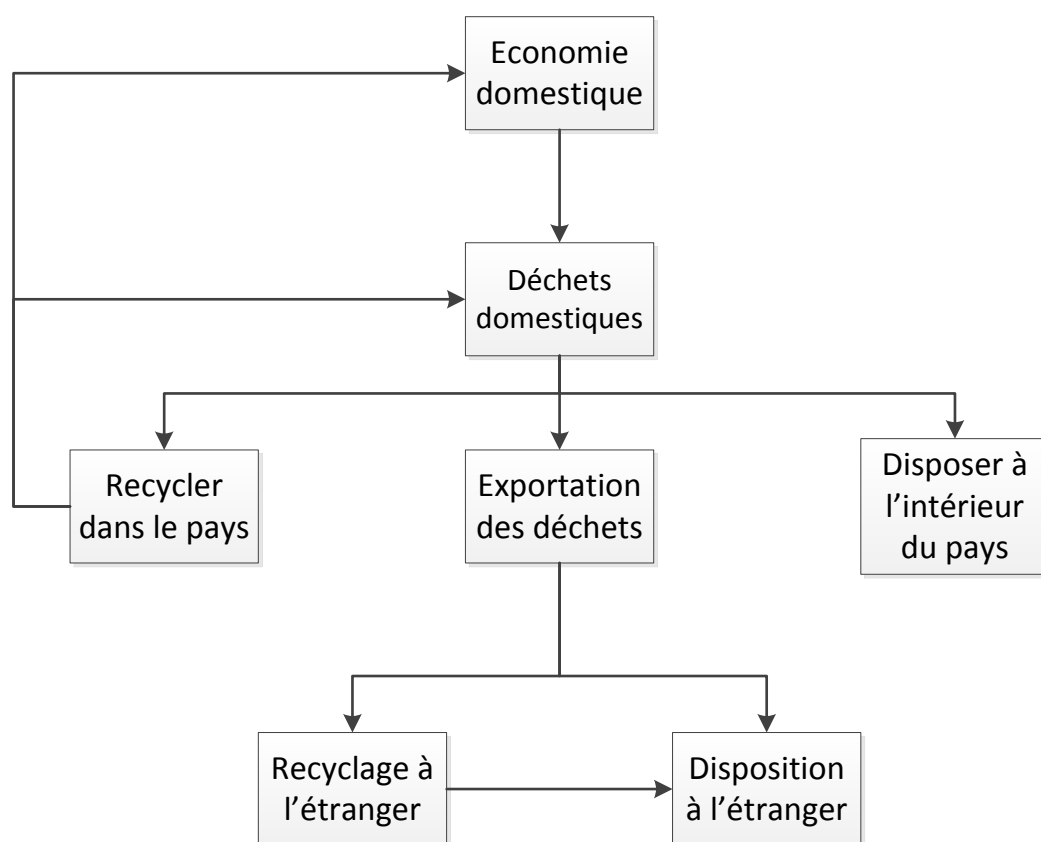 Economie
domestique
Déchets
domestiques
Recycler
dans le pays
Exportation
des déchets
Disposer à
l’intérieur
du pays
Recyclage à
l’étranger
Disposition
à l’étranger